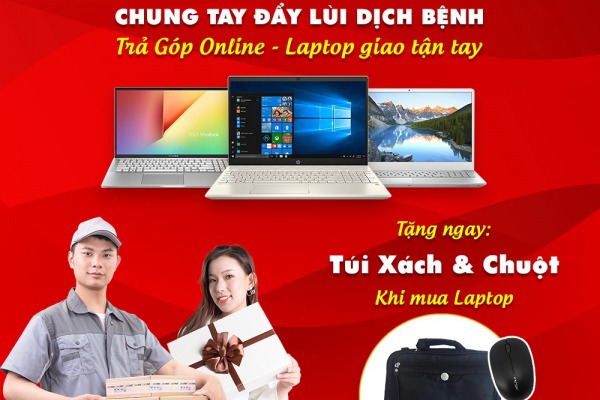 CHUNG TAY ĐẨY LÙI DỊCH BỆNH
Trả Góp Online - Laptop giao tận tay
Tặng ngay:
Túi Xách & Chuột
Khi mua Laptop